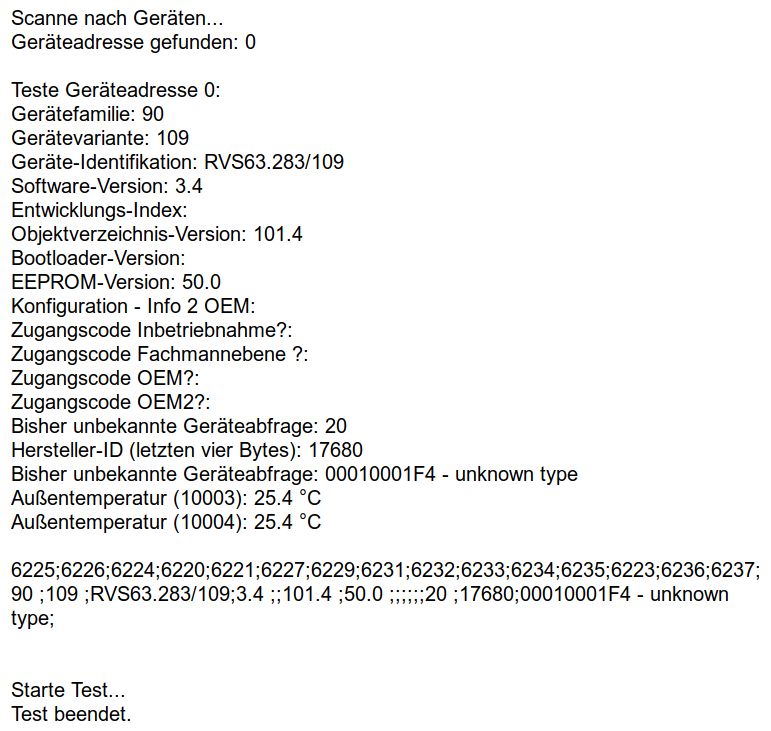 Scanne nach Geräten...
Geräteadresse gefunden: 0
Teste Geräteadresse 0:
Gerätefamilie: 90
Gerätevariante: 109
Geräte-Identifikation: RVS63.283/109
Software-Version: 3.4
Entwicklungs-Index:
Objektverzeichnis-Version: 101.4
Bootloader-Version:
EEPROM-Version: 50.0
Konfiguration - Info 2 OEM:
Zugangscode Inbetriebnahme?:
Zugangscode Fachmannebene ?:
Zugangscode OEM?:
Zugangscode OEM2?:
Bisher unbekannte Geräteabfrage: 20
Hersteller-ID (letzten vier Bytes): 17680
Bisher unbekannte Geräteabfrage: 00010001F4 - unknown type
Außentemperatur (10003): 25.4 °C
Außentemperatur (10004): 25.4 °C
6225;6226;6224;6220;6221;6227;6229;6231;6232;6233;6234;6235;6223;6236;6237;
90 ;109 ;RVS63.283/109;3.4 ;;101.4 ;50.0 ;;;;;;20 ;17680;00010001F4 - unknown
type;
Starte Test...
Test beendet.